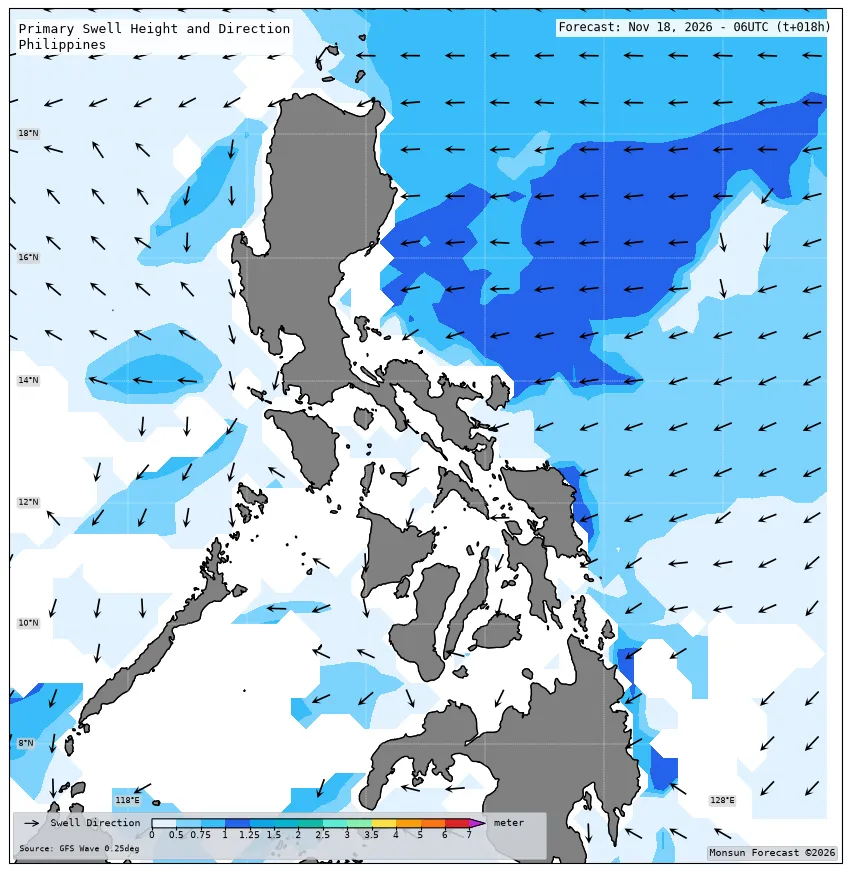 Primary Swell Height and Direction
Philippines
Forecast: Nov 18, 2026 - 06UTC (t+018h)
18°N
16°N
14°N
12°N
10°N
8°N
118°E
128°E
Swell Direction
meter
0 0.5 0.75 1 1.25 1.5 2 2.5 3 3.5 4 5 6 7
Source: GFS Wave 0.25deg
Monsun Forecast ©2026